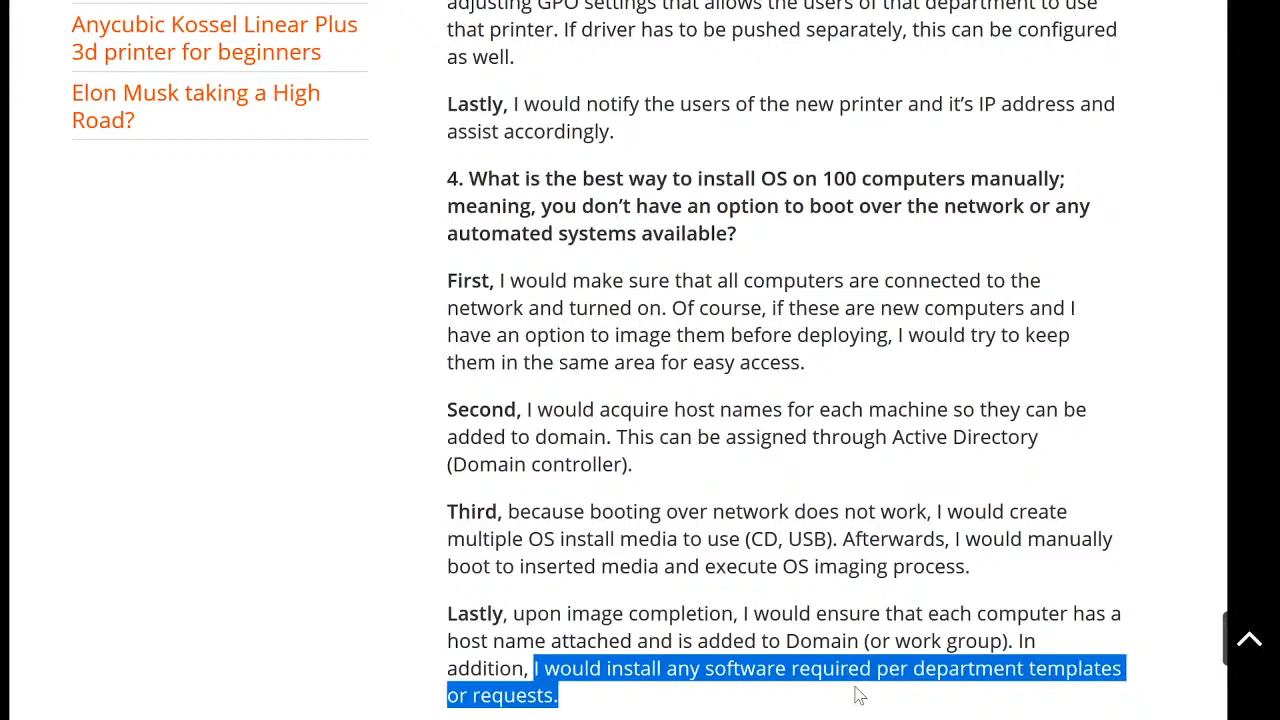 Anycubic Kossel Linear Plus
3d printer for beginners
Elon Musk taking a High
Road?
adjusting GPO settings that allows the users of that department to use
that printer. If driver has to be pushed separately, this can be configured
as well.
Lastly, I would notify the users of the new printer and it’s IP address and
assist accordingly.
4. What is the best way to install OS on 100 computers manually;
meaning, you don’t have an option to boot over the network or any
automated systems available?
First, I would make sure that all computers are connected to the
network and turned on. Of course, if these are new computers and I
have an option to image them before deploying, I would try to keep
them in the same area for easy access.
Second, I would acquire host names for each machine so they can be
added to domain. This can be assigned through Active Directory
(Domain controller).
Third, because booting over network does not work, I would create
multiple OS install media to use (CD, USB). Afterwards, I would manually
boot to inserted media and execute OS imaging process.
Lastly, upon image completion, I would ensure that each computer has a
host name attached and is added to Domain (or work group). In
addition, I would install any software required per department templates
or requests.